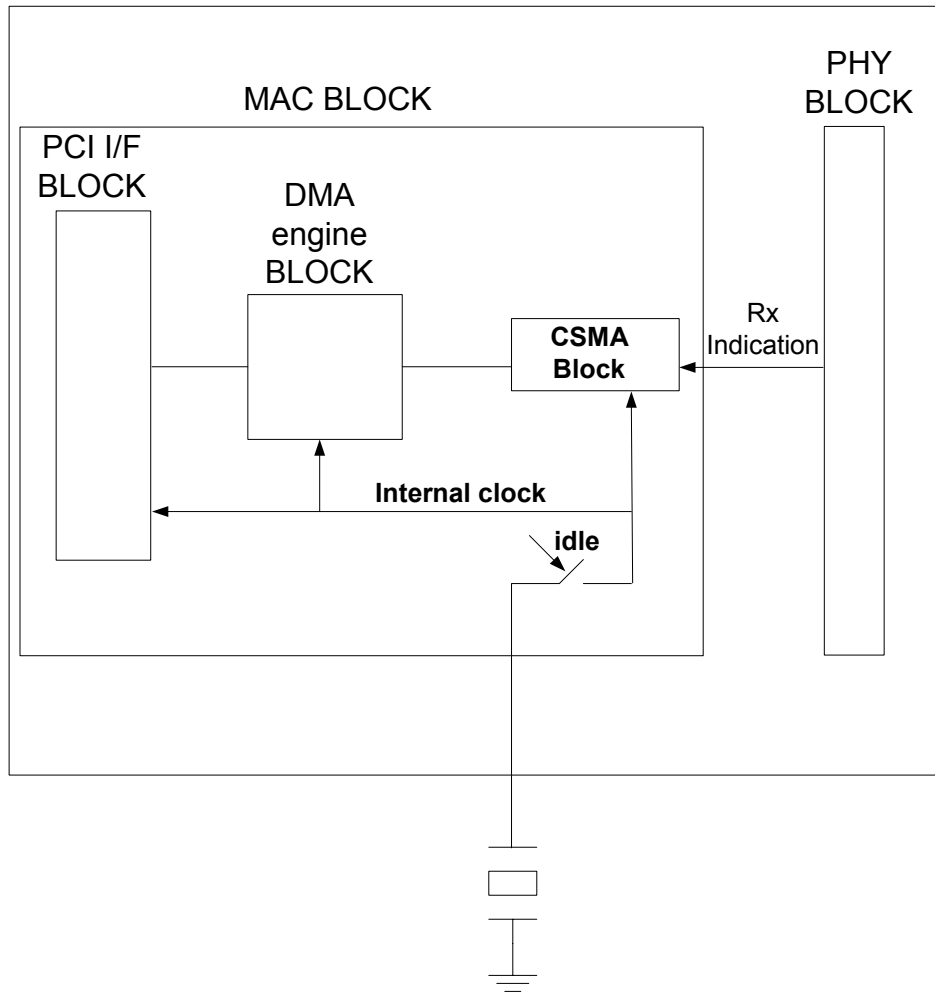 PHY
BLOCK
MAC BLOCK
PCI I/F
BLOCK
DMA
engine
BLOCK
CSMA
Block
Rx
Indication
Internal clock
idle